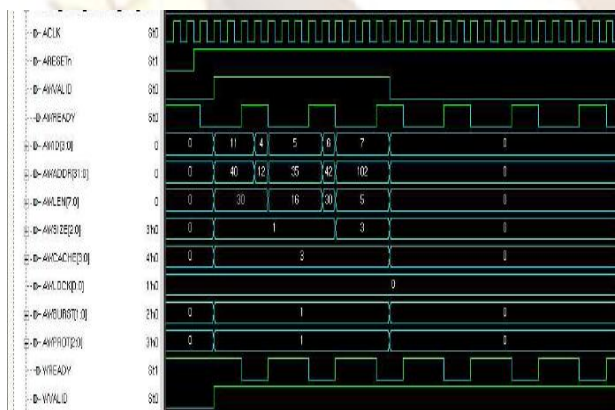 ACLK St0
ARESETn St1
AWVALID St0
AWREADY St0
AWID[3:0] 0 0 11 4 5 6 7 0
AWADDR[31:0] 0 0 40 12 35 42 102 0
AWLEN[7:0] 0 0 30 16 30 5 0
AWSIZE[2:0] 3'h0 0 1 3 0
AWCACHE[3:0] 4'h0 0 3 0
AWLOCK[0:0] 1'h0 0
AWBURST[1:0] 2'h0 0 1 0
AWPROT[2:0] 3'h0 0 1 0
WREADY St1
WVALID St0